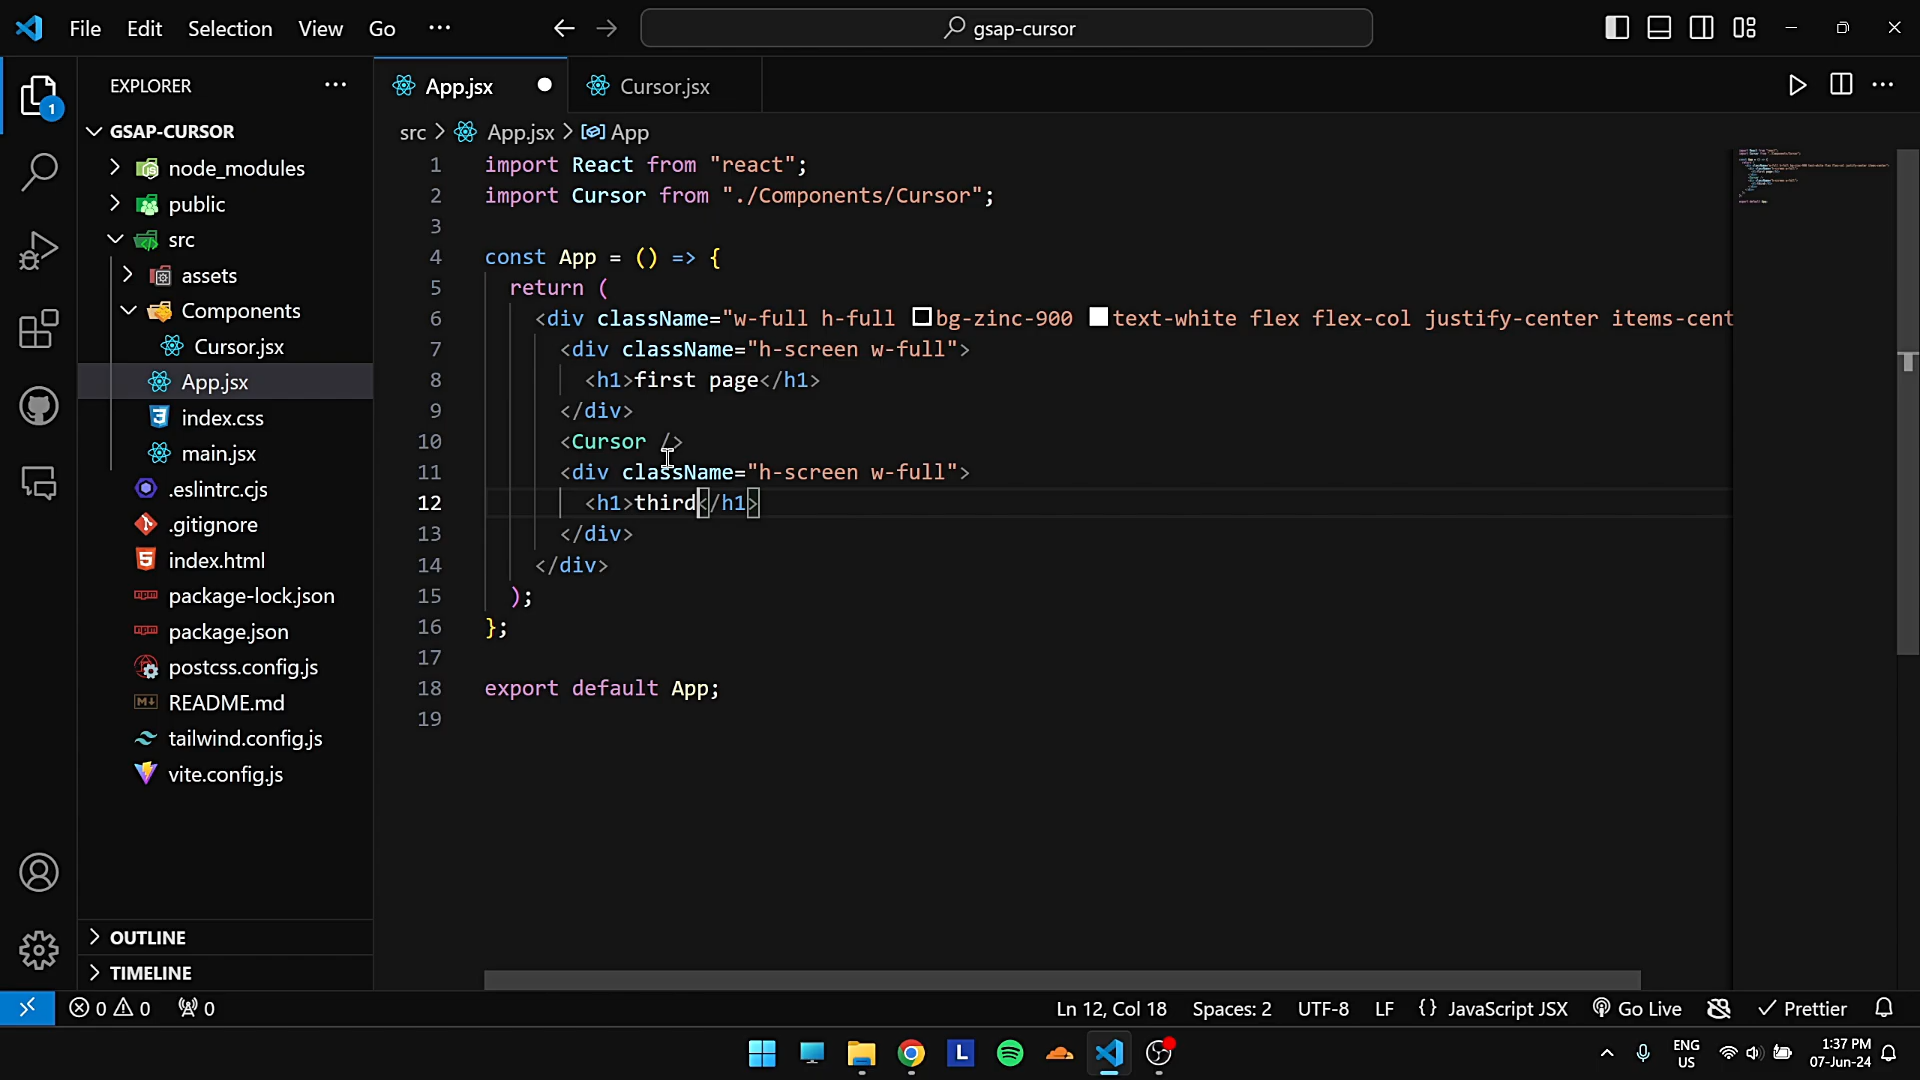 File Edit Selection View Go ··· gsap-cursor
EXPLORER ···
GSAP-CURSOR
node_modules
public
src
assets
Components
Cursor.jsx
App.jsx
index.css
main.jsx
.eslintrc.cjs
.gitignore
index.html
package-lock.json
package.json
postcss.config.js
README.md
tailwind.config.js
vite.config.js
OUTLINE
TIMELINE
1
App.jsx
Cursor.jsx
src > App.jsx > App
1 import React from "react";
2 import Cursor from "./Components/Cursor";
3
4 const App = () => {
5 return (
6 <div className="w-full h-full bg-zinc-900 text-white flex flex-col justify-center items-cent
7 <div className="h-screen w-full">
8 <h1>first page</h1>
9 </div>
10 <Cursor />
11 <div className="h-screen w-full">
12 <h1>third</h1>
13 </div>
14 </div>
15 );
16 };
17
18 export default App;
19
0 0 0 Ln 12, Col 18 Spaces: 2 UTF-8 LF {} JavaScript JSX Go Live Prettier
L ENG
US
1:37 PM
07-Jun-24